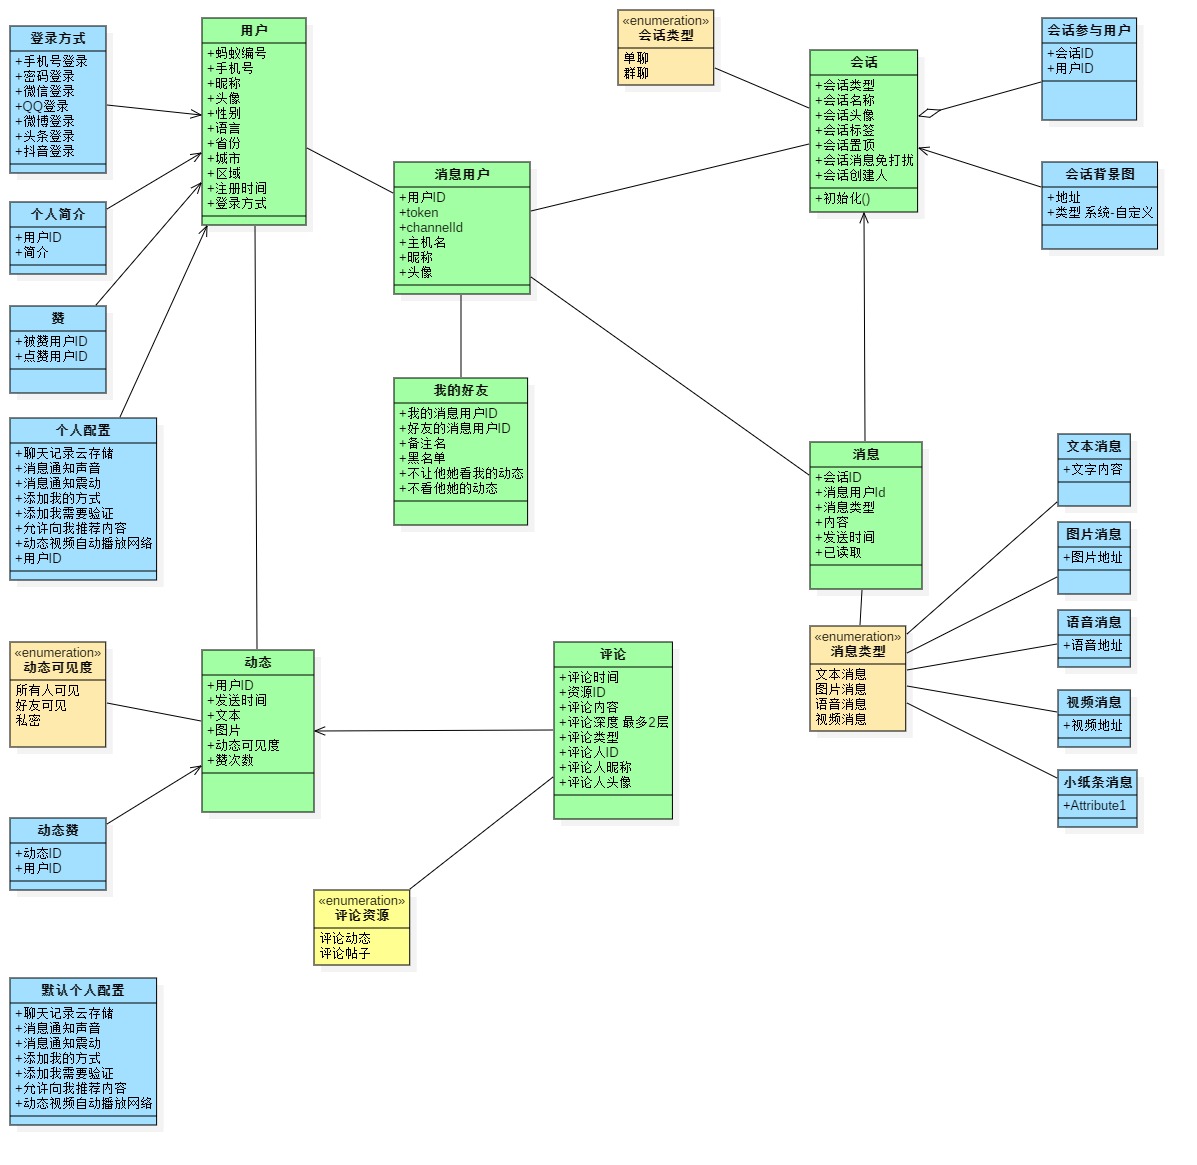 登录方式
+手机号登录
+密码登录
+微信登录
+QQ登录
+微博登录
+头条登录
+抖音登录
个人简介
+用户ID
+简介
赞
+被赞用户ID
+点赞用户ID
个人配置
+聊天记录云存储
+消息通知声音
+消息通知震动
+添加我的方式
+添加我需要验证
+允许向我推荐内容
+动态视频自动播放网络
+用户ID
用户
+蚂蚁编号
+手机号
+昵称
+头像
+性别
+语言
+省份
+城市
+区域
+注册时间
+登录方式
消息用户
+用户ID
+token
+channelId
+主机名
+昵称
+头像
我的好友
+我的消息用户ID
+好友的消息用户ID
+备注名
+黑名单
+不让他她看我的动态
+不看他她的动态
«enumeration»
会话类型
单聊
群聊
会话
+会话类型
+会话名称
+会话头像
+会话标签
+会话置顶
+会话消息免打扰
+会话创建人
+初始化()
会话参与用户
+会话ID
+用户ID
会话背景图
+地址
+类型 系统-自定义
消息
+会话ID
+消息用户Id
+消息类型
+内容
+发送时间
+已读取
«enumeration»
消息类型
文本消息
图片消息
语音消息
视频消息
文本消息
+文字内容
图片消息
+图片地址
语音消息
+语音地址
视频消息
+视频地址
小纸条消息
+Attribute1
«enumeration»
动态可见度
所有人可见
好友可见
私密
动态
+用户ID
+发送时间
+文本
+图片
+动态可见度
+赞次数
评论
+评论时间
+资源ID
+评论内容
+评论深度 最多2层
+评论类型
+评论人ID
+评论人昵称
+评论人头像
动态赞
+动态ID
+用户ID
«enumeration»
评论资源
评论动态
评论帖子
默认个人配置
+聊天记录云存储
+消息通知声音
+消息通知震动
+添加我的方式
+添加我需要验证
+允许向我推荐内容
+动态视频自动播放网络